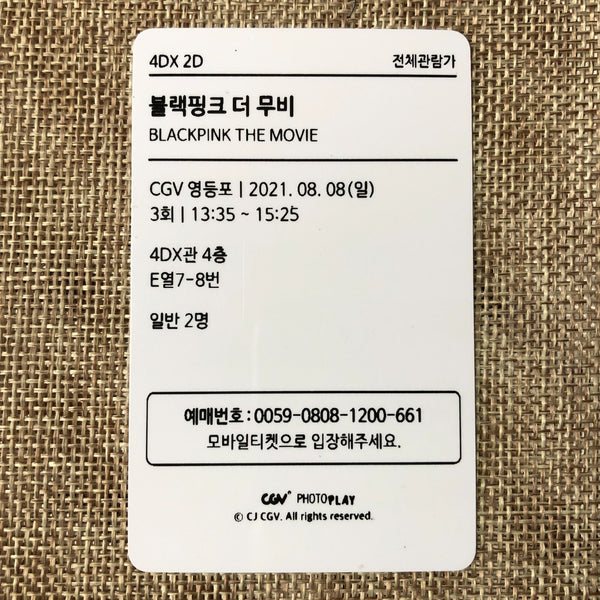 4DX 2D 전체관람가
블랙핑크 더 무비
BLACKPINK THE MOVIE
CGV 영등포 | 2021. 08. 08(일)
3회 | 13:35 ~ 15:25
4DX관 4층
E열7-8번
일반 2명
예매번호 : 0059-0808-1200-661
모바일티켓으로 입장해주세요.
CGV PHOTOPLAY
© CJ CGV. All rights reserved.